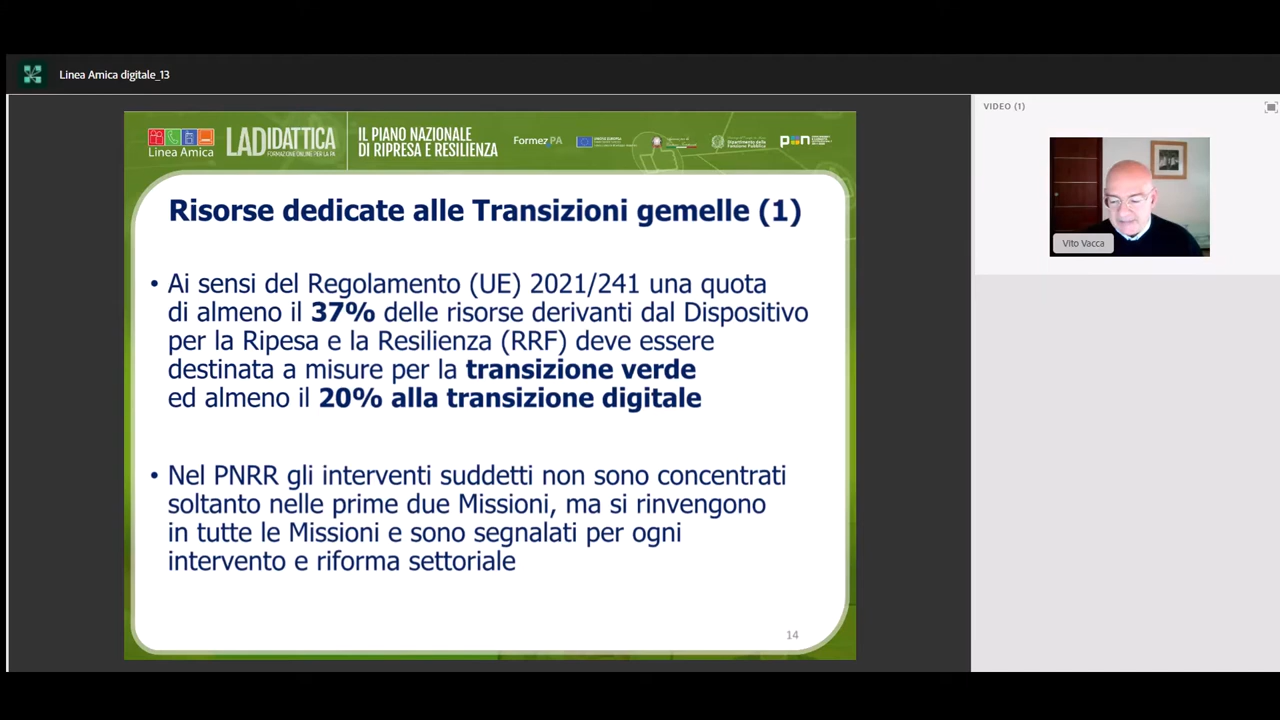 Linea Amica digitale_13
VIDEO (1)
Linea Amica
LADIDATTICA
FORMAZIONE ONLINE PER LA PA
IL PIANO NAZIONALE
DI RIPRESA E RESILIENZA
FormezPA
Risorse dedicate alle Transizioni gemelle (1)
• Ai sensi del Regolamento (UE) 2021/241 una quota
di almeno il 37% delle risorse derivanti dal Dispositivo
per la Ripesa e la Resilienza (RRF) deve essere
destinata a misure per la transizione verde
ed almeno il 20% alla transizione digitale
• Nel PNRR gli interventi suddetti non sono concentrati
soltanto nelle prime due Missioni, ma si rinvengono
in tutte le Missioni e sono segnalati per ogni
intervento e riforma settoriale
14
Vito Vacca